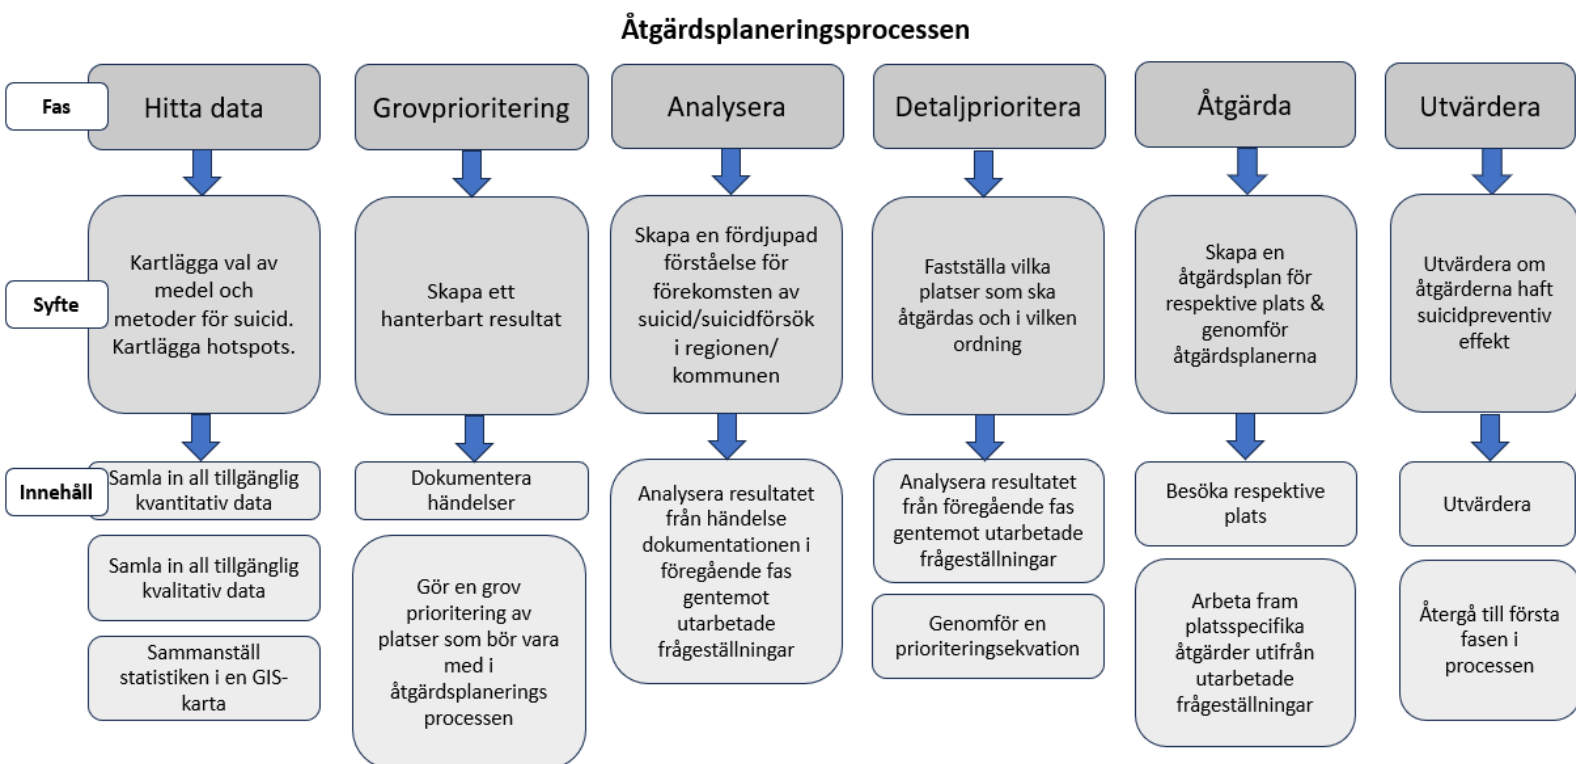 Åtgärdsplaneringsprocessen
Fas
Hitta data
Grovprioritering
Analysera
Detaljprioritera
Åtgärda
Utvärdera
Syfte
Kartlägga val av
medel och
metoder för suicid.
Kartlägga hotspots.
Skapa ett
hanterbart resultat
Skapa en fördjupad
förståelse för
förekomsten av
suicid/suicidförsök
i regionen/
kommunen
Fastställa vilka
platser som ska
åtgärdas och i vilken
ordning
Skapa en
åtgärdsplan för
respektive plats &
genomför
åtgärdsplanerna
Utvärdera om
åtgärderna haft
suicidpreventiv
effekt
Innehåll
Samla in all tillgänglig
kvantitativ data
Samla in all tillgänglig
kvalitativ data
Sammanställ
statistiken i en GIS-
karta
Dokumentera
händelser
Gör en grov
prioritering av
platser som bör vara
med i
åtgärdsplanerings
processen
Analysera resultatet
från händelse
dokumentationen i
föregående fas
gentemot
utarbetade
frågeställningar
Analysera resultatet
från föregående fas
gentemot utarbetade
frågeställningar
Genomför en
prioriteringsekvation
Besöka respektive
plats
Arbeta fram
platsspecifika
åtgärder utifrån
utarbetade
frågeställningar
Utvärdera
Återgå till första
fasen i
processen